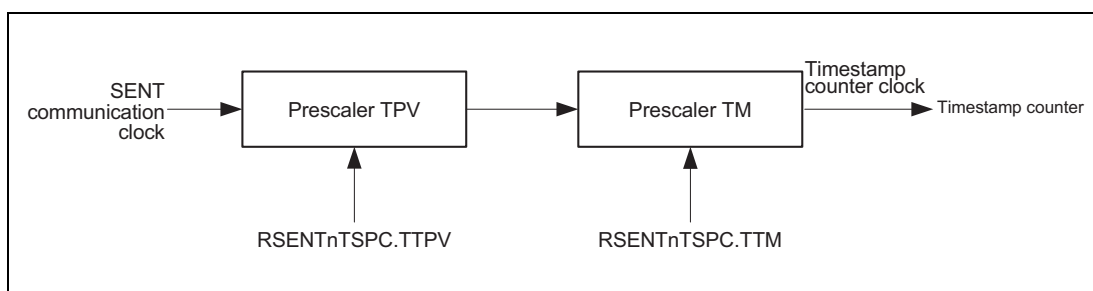 SENT
communication
clock
Prescaler TPV
Prescaler TM
Timestamp
counter clock
Timestamp counter
RSENTnTSPC.TTPV
RSENTnTSPC.TTM